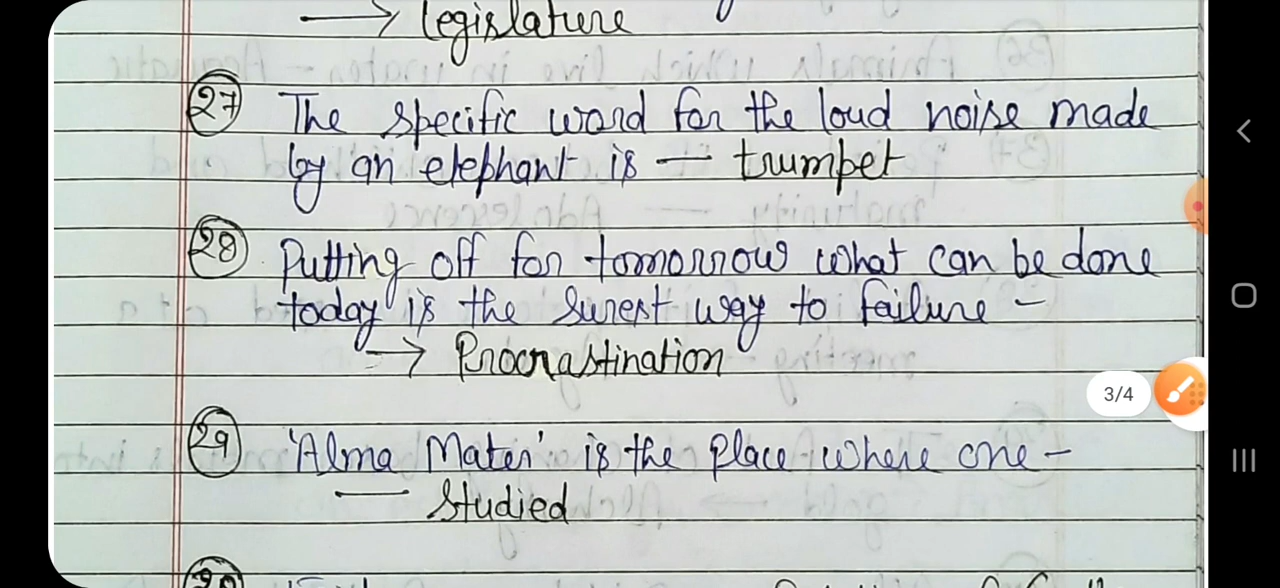 → legislature
27 The specific word for the loud noise made
by an elephant is — trumpet
28 Putting off for tomorrow what can be done
today is the surest way to failure –
→ Procrastination
3/4
29 'Alma Mater' is the place where one –
— studied